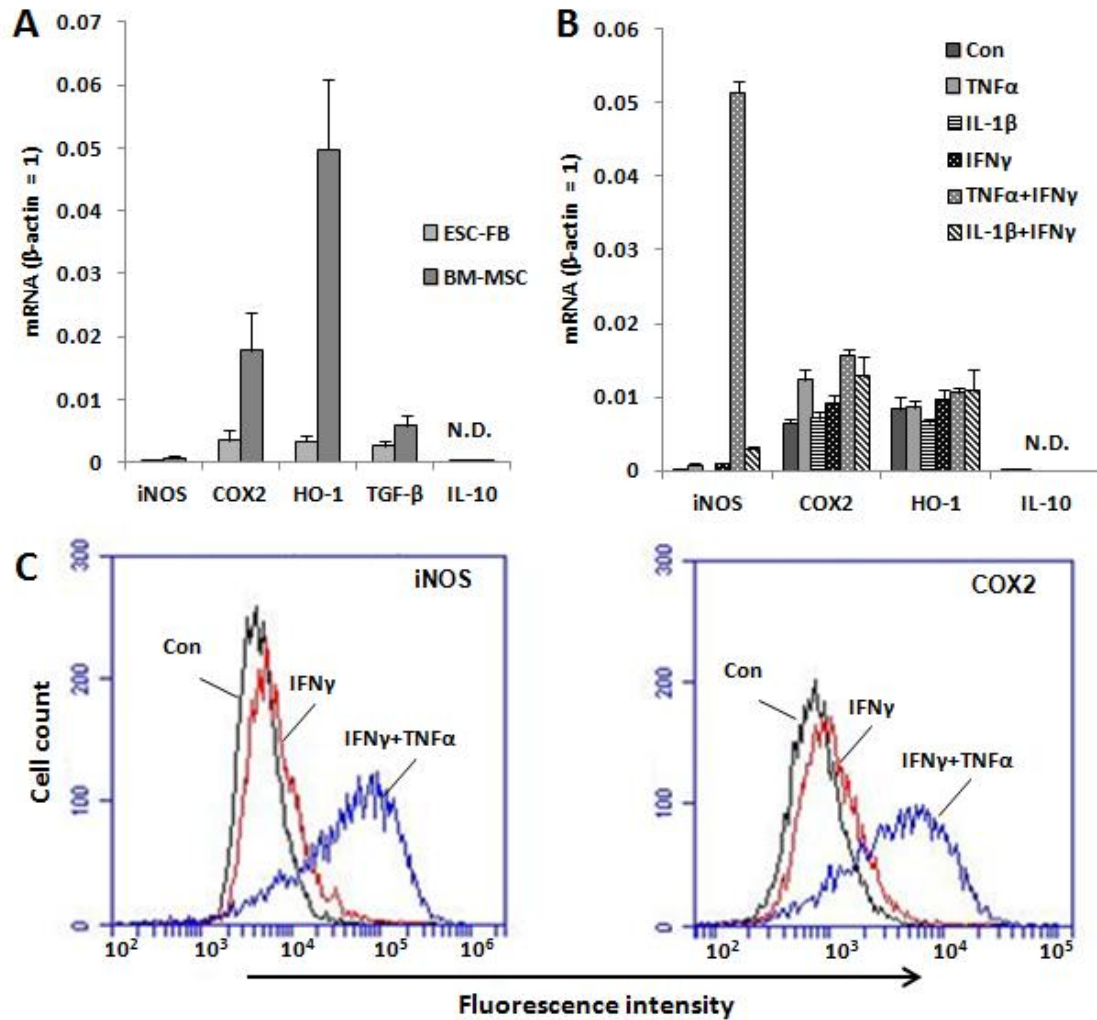 A
mRNA (β-actin = 1)
0.07
0.06
0.05
0.04
0.03
0.02
0.01
0
ESC-FB
BM-MSC
N.D.
iNOS COX2 HO-1 TGF-β IL-10
B
mRNA (β-actin = 1)
0.06
0.05
0.04
0.03
0.02
0.01
0
Con
TNFα
IL-1β
IFNγ
TNFα+IFNγ
IL-1β+IFNγ
N.D.
iNOS COX2 HO-1 IL-10
C
Cell count
300
200
100
0
iNOS
Con
IFNγ
IFNγ+TNFα
10² 10³ 10⁴ 10⁵ 10⁶
300
200
100
0
COX2
Con
IFNγ
IFNγ+TNFα
10² 10³ 10⁴ 10⁵
Fluorescence intensity